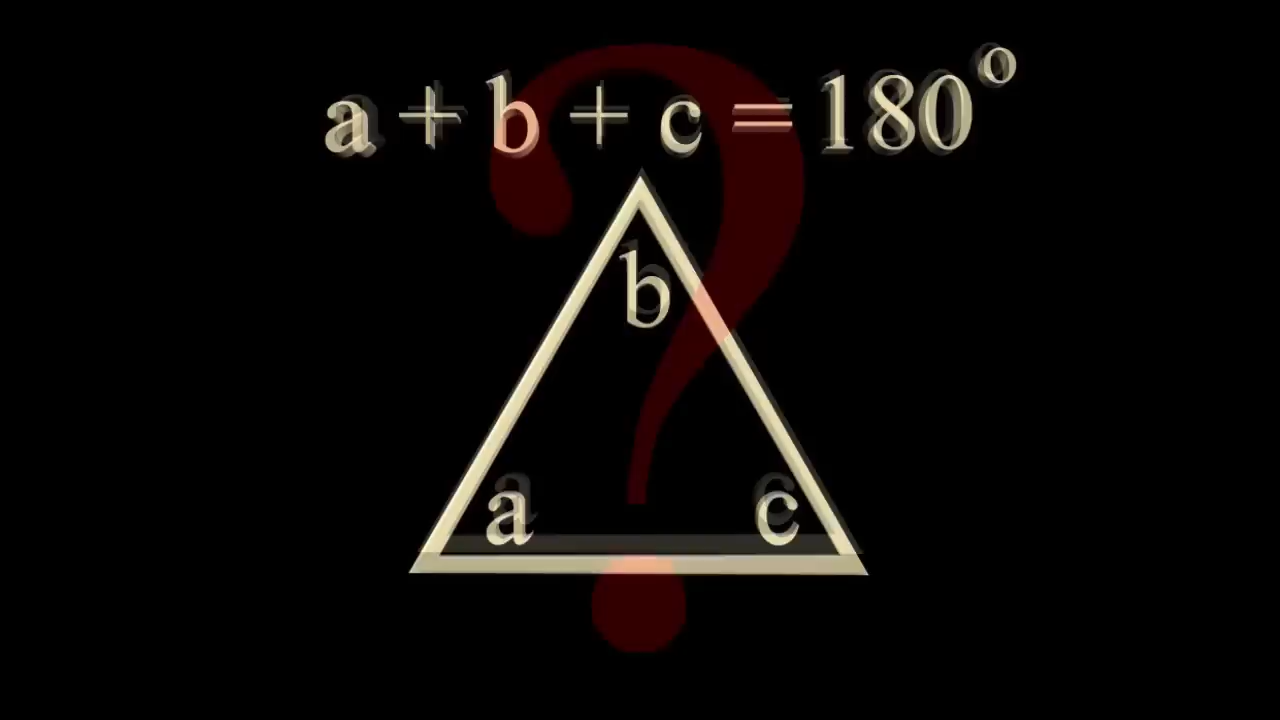 a + b + c = 180°
b
a c
?